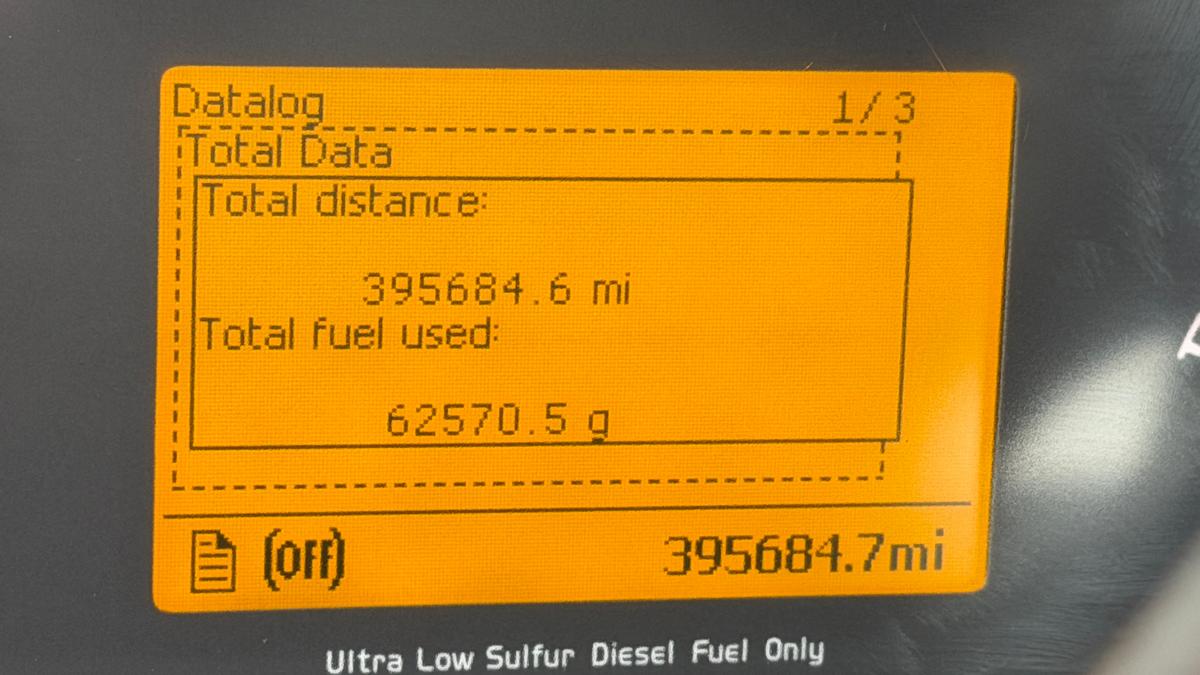 Datalog 1/3
Total Data
Total distance:
395684.6 mi
Total fuel used:
62570.5 g
(OFF) 395684.7mi
Ultra Low Sulfur Diesel Fuel Only